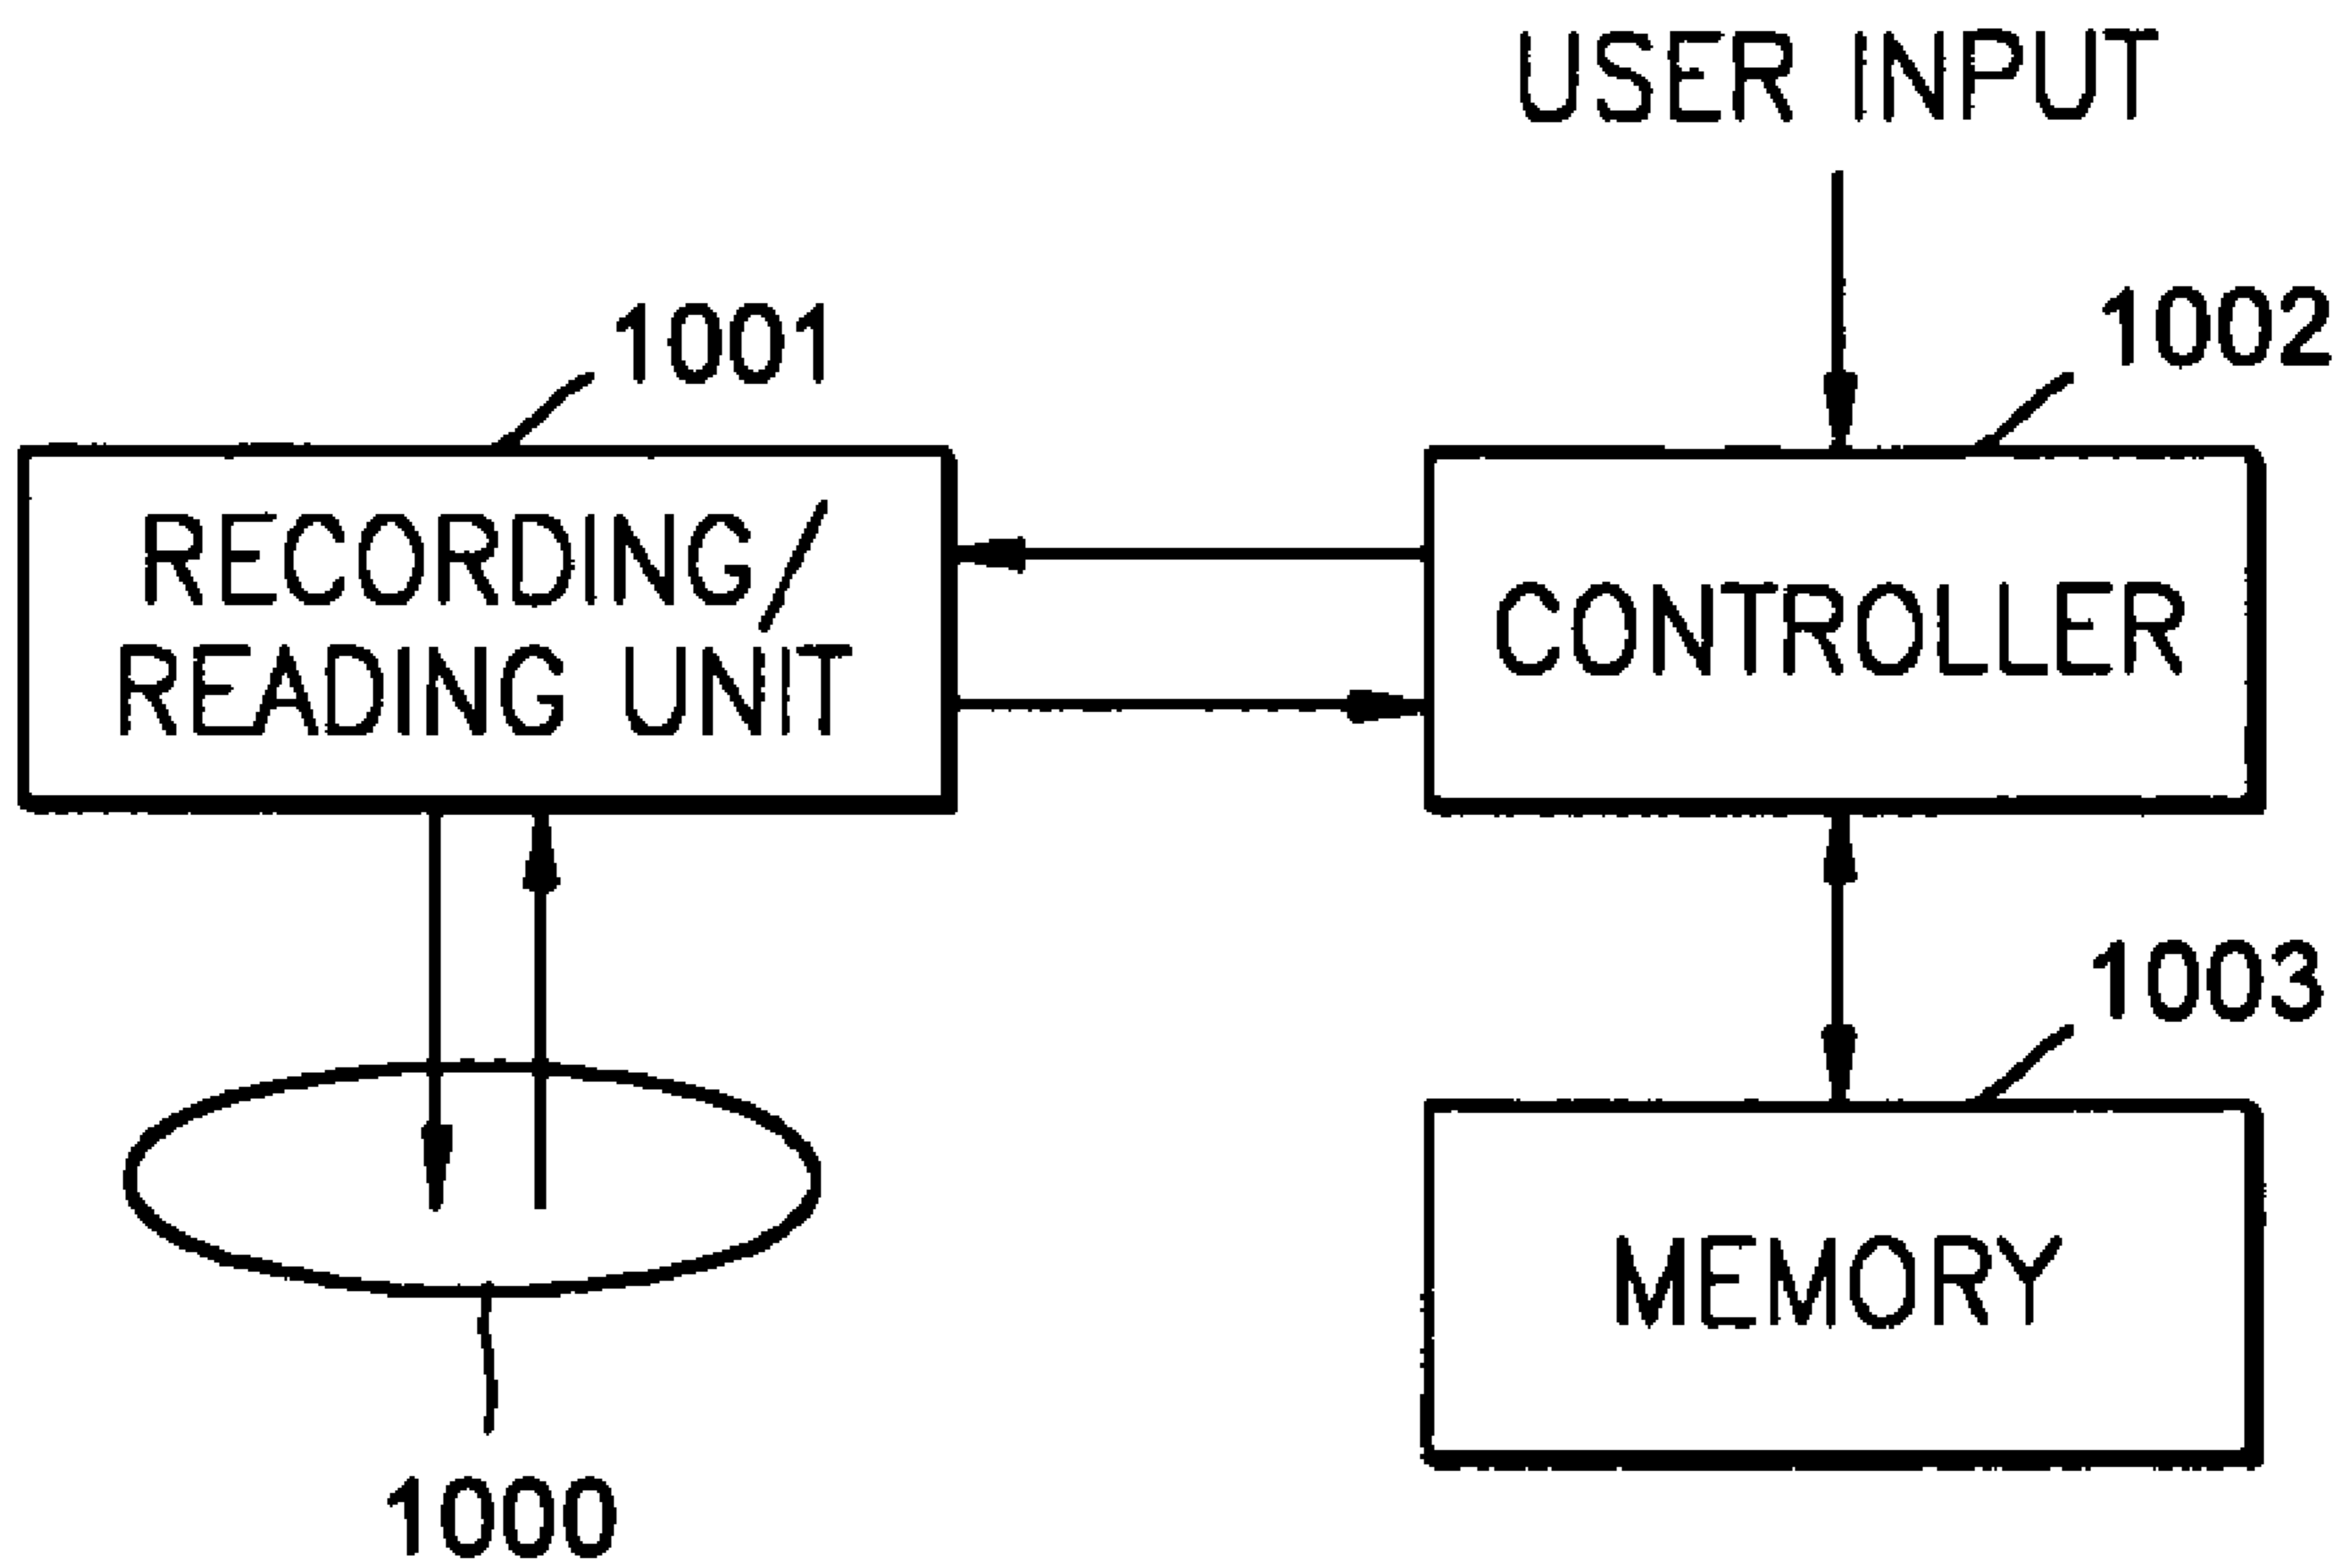 USER INPUT
1001
1002
RECORDING/
READING UNIT
CONTROLLER
1003
MEMORY
1000